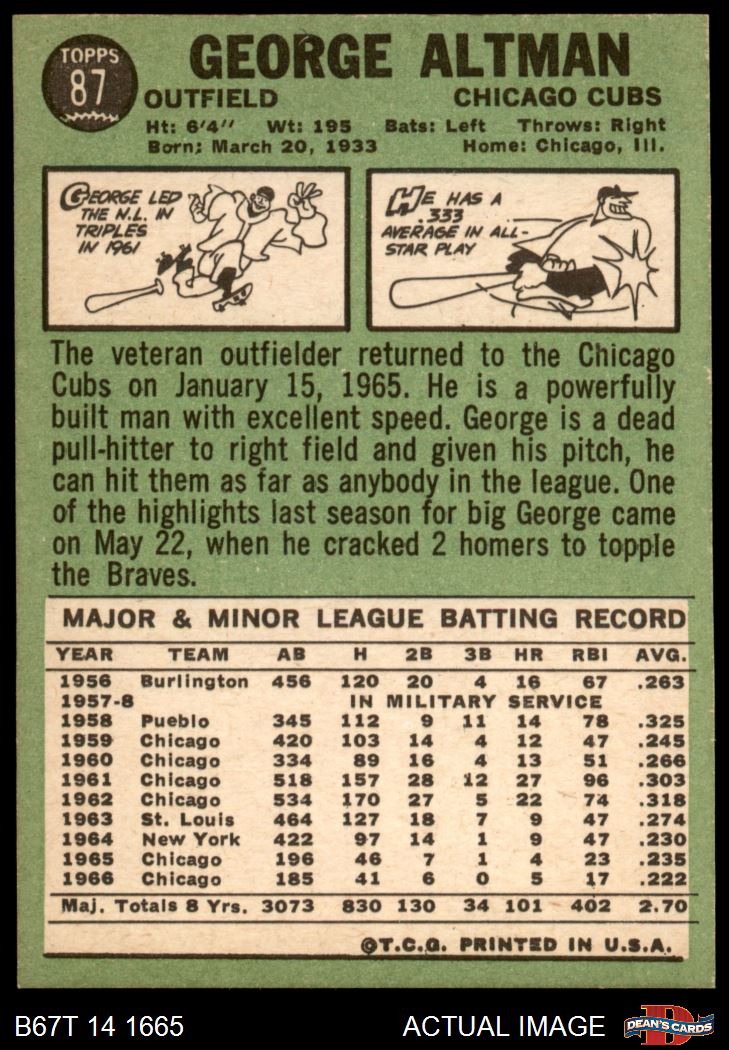 TOPPS
87
GEORGE ALTMAN
OUTFIELD CHICAGO CUBS
Ht: 6'4'' Wt: 195 Bats: Left Throws: Right
Born: March 20, 1933 Home: Chicago, Ill.
GEORGE LED
THE N.L. IN
TRIPLES
IN 1961
HE HAS A
.333
AVERAGE IN ALL-
STAR PLAY
The veteran outfielder returned to the Chicago
Cubs on January 15, 1965. He is a powerfully
built man with excellent speed. George is a dead
pull-hitter to right field and given his pitch, he
can hit them as far as anybody in the league. One
of the highlights last season for big George came
on May 22, when he cracked 2 homers to topple
the Braves.
MAJOR & MINOR LEAGUE BATTING RECORD
YEAR TEAM AB H 2B 3B HR RBI AVG.
1956 Burlington 456 120 20 4 16 67 .263
1957-8 IN MILITARY SERVICE
1958 Pueblo 345 112 9 11 14 78 .325
1959 Chicago 420 103 14 4 12 47 .245
1960 Chicago 334 89 16 4 13 51 .266
1961 Chicago 518 157 28 12 27 96 .303
1962 Chicago 534 170 27 5 22 74 .318
1963 St. Louis 464 127 18 7 9 47 .274
1964 New York 422 97 14 1 9 47 .230
1965 Chicago 196 46 7 1 4 23 .235
1966 Chicago 185 41 6 0 5 17 .222
Maj. Totals 8 Yrs. 3073 830 130 34 101 402 2.70
©T.C.G. PRINTED IN U.S.A.
B67T 14 1665 ACTUAL IMAGE
DEAN'S CARDS